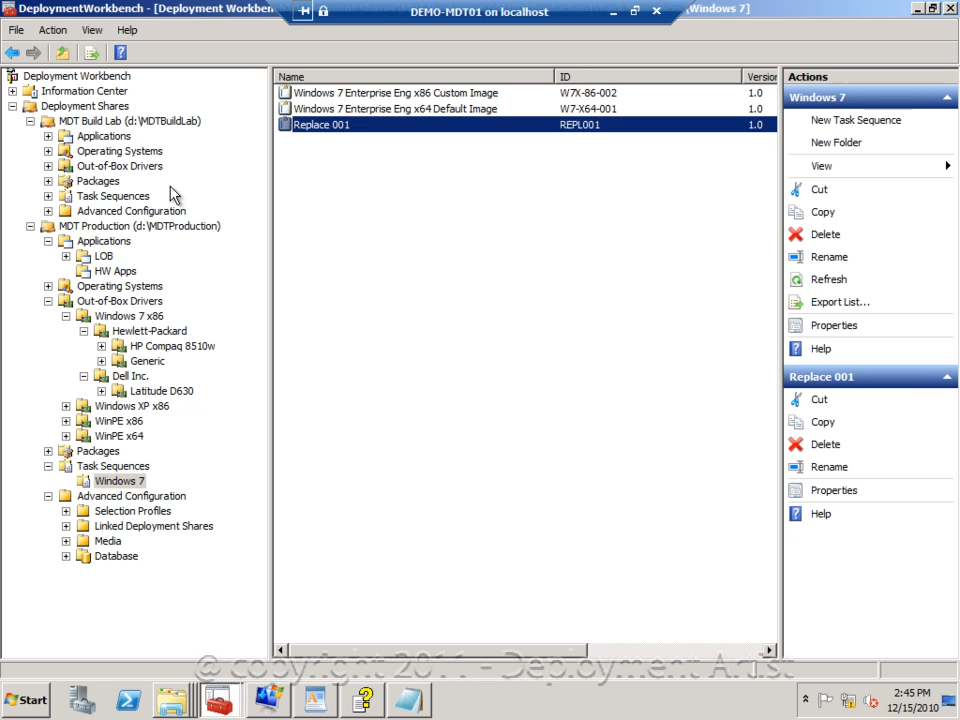 DeploymentWorkbench - [Deployment Workben
DEMO-MDT01 on localhost
Windows 7]
File Action View Help
Deployment Workbench
Information Center
Deployment Shares
MDT Build Lab (d:\MDTBuildLab)
Applications
Operating Systems
Out-of-Box Drivers
Packages
Task Sequences
Advanced Configuration
MDT Production (d:\MDTProduction)
Applications
LOB
HW Apps
Operating Systems
Out-of-Box Drivers
Windows 7 x86
Hewlett-Packard
HP Compaq 8510w
Generic
Dell Inc.
Latitude D630
Windows XP x86
WinPE x86
WinPE x64
Packages
Task Sequences
Windows 7
Advanced Configuration
Selection Profiles
Linked Deployment Shares
Media
Database
Name ID Version
Windows 7 Enterprise Eng x86 Custom Image W7X-86-002 1.0
Windows 7 Enterprise Eng x64 Default Image W7-X64-001 1.0
Replace 001 REPL001 1.0
Actions
Windows 7
New Task Sequence
New Folder
View
Cut
Copy
Delete
Rename
Refresh
Export List...
Properties
Help
Replace 001
Cut
Copy
Delete
Rename
Properties
Help
@ copyright 2011 - Deployment Artist
Start
2:45 PM
12/15/2010